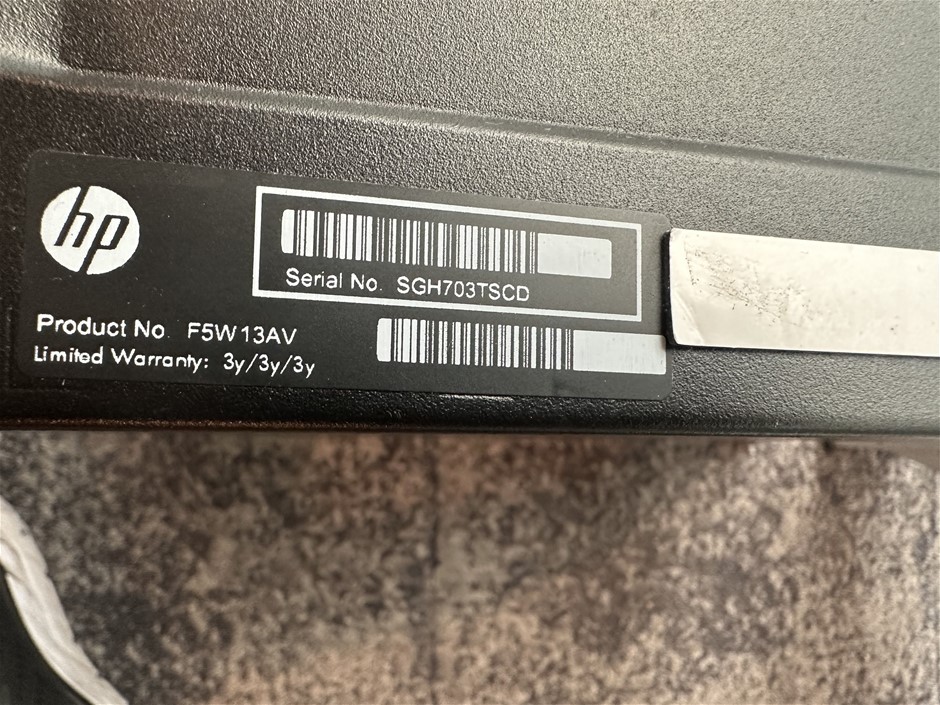 hp
Serial No. SGH703TSCD
Product No. F5W13AV
Limited Warranty: 3y/3y/3y